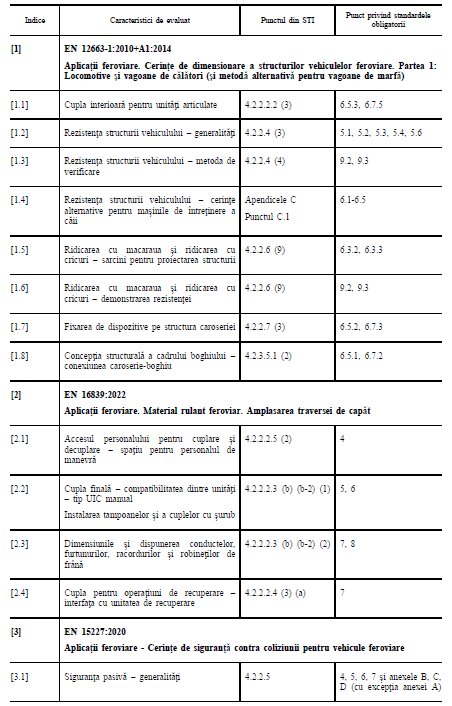 Indice Caracteristici de evaluat Punctul din STI Punct privind standardele
obligatorii
[1] EN 12663-1:2010+A1:2014
Aplicații feroviare. Cerințe de dimensionare a structurilor vehiculelor feroviare. Partea 1:
Locomotive și vagoane de călători (și metodă alternativă pentru vagoane de marfă)
[1.1] Cupla interioară pentru unități articulate 4.2.2.2.2 (3) 6.5.3, 6.7.5
[1.2] Rezistența structurii vehiculului – generalități 4.2.2.4 (3) 5.1, 5.2, 5.3, 5.4, 5.6
[1.3] Rezistența structurii vehiculului – metoda de 4.2.2.4 (4) 9.2, 9.3
verificare
[1.4] Rezistența structurii vehiculului – cerințe Apendicele C 6.1-6.5
alternative pentru mașinile de întreținere a Punctul C.1
căii
[1.5] Ridicarea cu macaraua și ridicarea cu 4.2.2.6 (9) 6.3.2, 6.3.3
cricuri – sarcini pentru proiectarea structurii
[1.6] Ridicarea cu macaraua și ridicarea cu 4.2.2.6 (9) 9.2, 9.3
cricuri – demonstrarea rezistenței
[1.7] Fixarea de dispozitive pe structura caroseriei 4.2.2.7 (3) 6.5.2, 6.7.3
[1.8] Concepția structurală a cadrului boghiului – 4.2.3.5.1 (2) 6.5.1, 6.7.2
conexiunea caroserie-boghiu
[2] EN 16839:2022
Aplicații feroviare. Material rulant feroviar. Amplasarea traversei de capăt
[2.1] Accesul personalului pentru cuplare și 4.2.2.2.5 (2) 4
decuplare – spațiu pentru personalul de
manevră
[2.2] Cupla finală – compatibilitatea dintre unități 4.2.2.2.3 (b) (b-2) (1) 5, 6
– tip UIC manual
Instalarea tampoanelor și a cuplelor cu șurub
[2.3] Dimensiunile și dispunerea conductelor, 4.2.2.2.3 (b) (b-2) (2) 7, 8
furtunurilor, racordurilor și robineților de
frână
[2.4] Cupla pentru operațiuni de recuperare – 4.2.2.2.4 (3) (a) 7
interfața cu unitatea de recuperare
[3] EN 15227:2020
Aplicații feroviare - Cerințe de siguranță contra coliziunii pentru vehicule feroviare
[3.1] Siguranța pasivă – generalități 4.2.2.5 4, 5, 6, 7 și anexele B, C,
D (cu excepția anexei A)